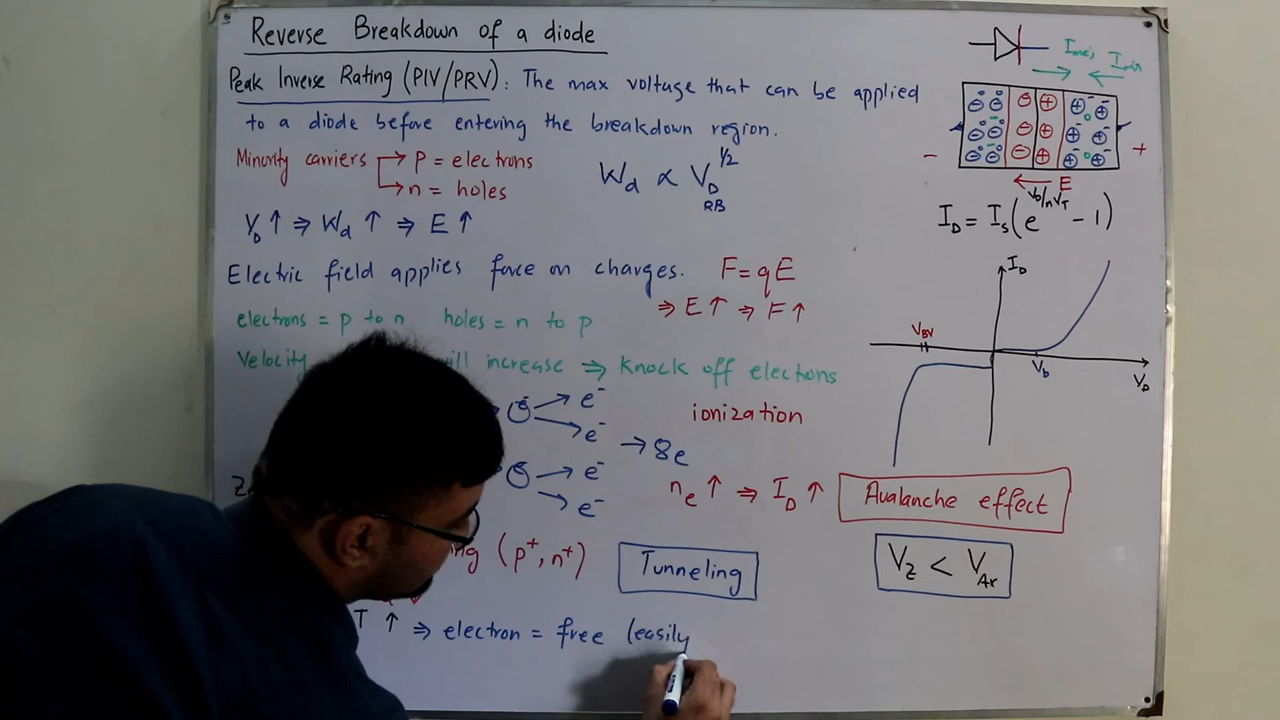 Reverse Breakdown of a diode
Peak Inverse Rating (PIV/PRV): The max voltage that can be applied
to a diode before entering the breakdown region.
Minority carriers → p = electrons
→ n = holes
W_d ∝ V_D^1/2
RB
V_D ↑ ⇒ W_d ↑ ⇒ E ↑
Electric field applies force on charges. F = qE
⇒ E ↑ ⇒ F ↑
electrons = p to n holes = n to p
Velocity will increase ⇒ knock off electrons
→ e⁻
→ e⁻
→ 8e
→ e⁻
→ e⁻
ionization
n_e ↑ ⇒ I_D ↑
Avalanche effect
(p⁺, n⁺)
Tunneling
V_Z < V_Av
T ↑ ⇒ electron = free (easily
I_maj, I_min
→ ←
- +
← E
I_D = I_S(e^V_D/nV_T - 1)
I_D
V_BV
V_b
V_D